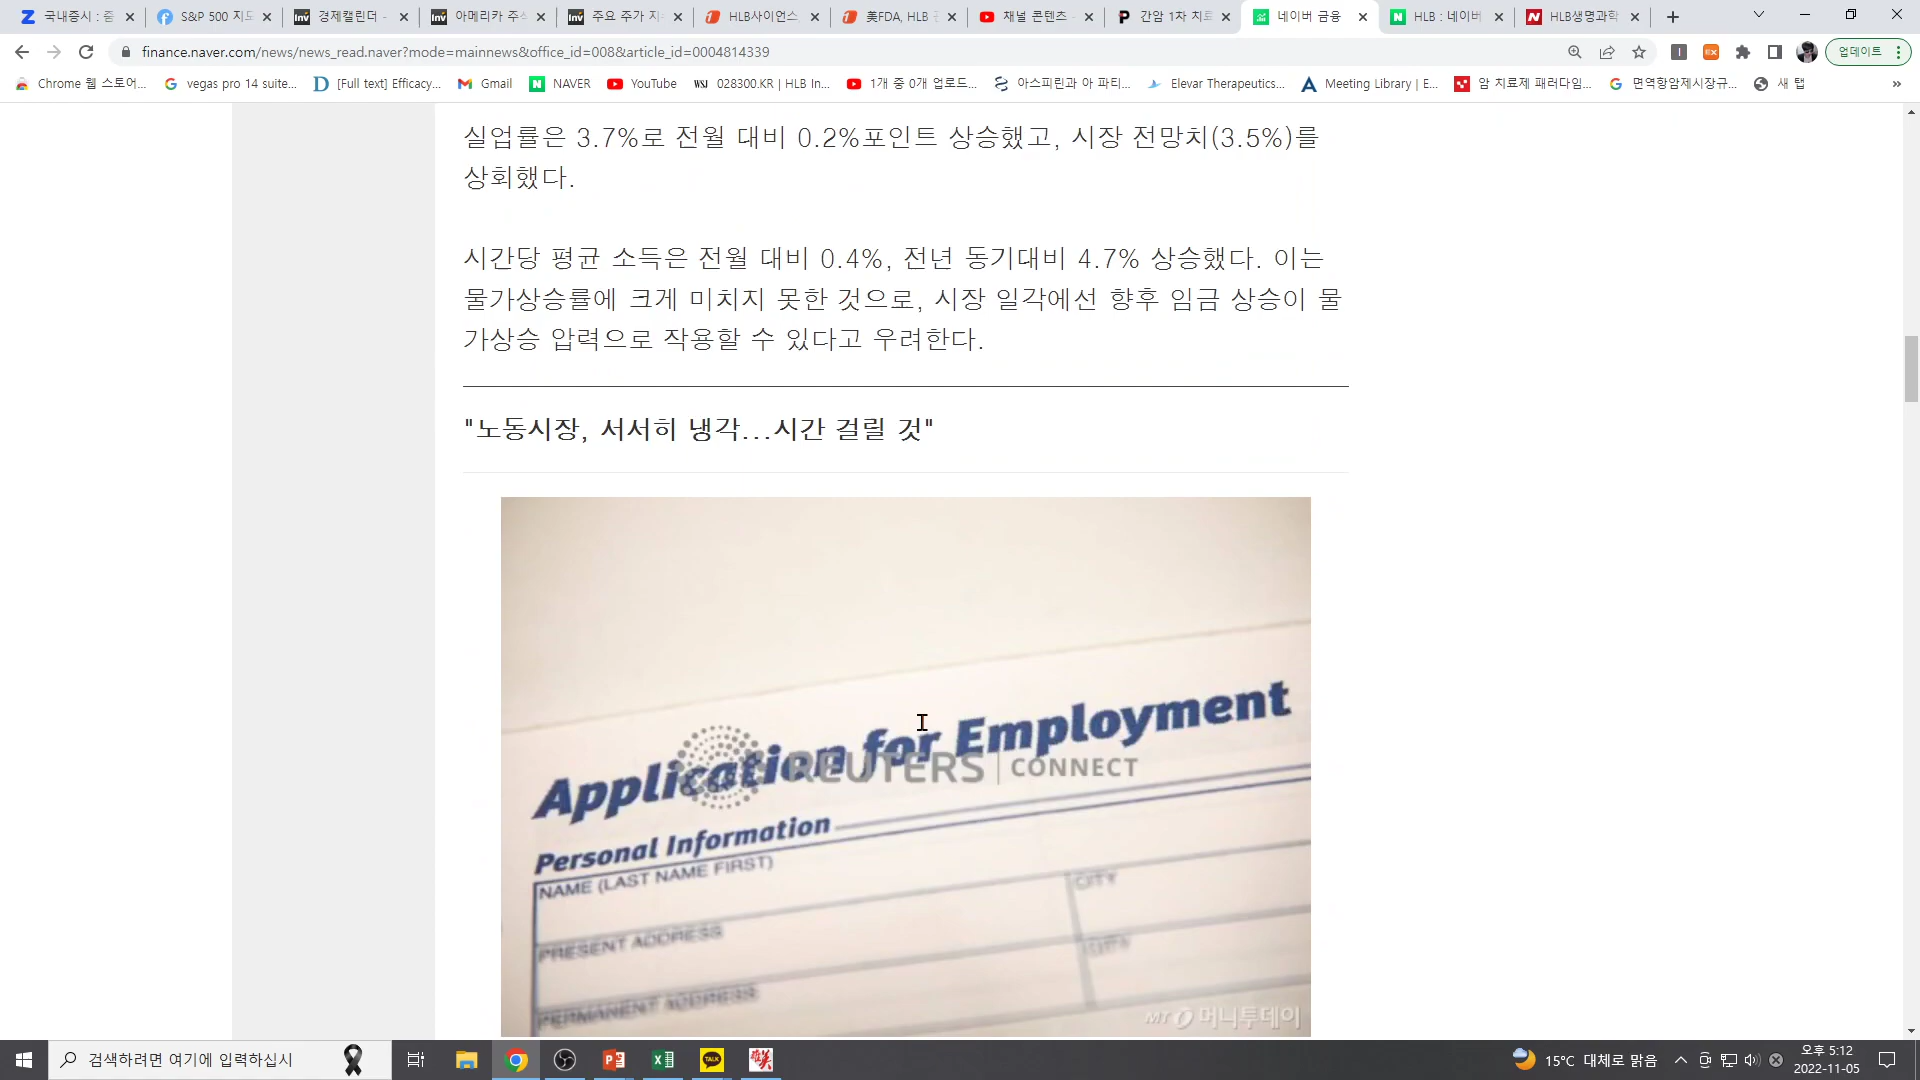 국내증시 : 증
S&P 500 지도
경제캘린더 -
아메리카 주식
주요 주가 지수
HLB사이언스
美FDA, HLB
채널 콘텐츠 -
간암 1차 치료
네이버 금융
HLB : 네이버
HLB생명과학
finance.naver.com/news/news_read.naver?mode=mainnews&office_id=008&article_id=0004814339
업데이트
Chrome 웹 스토어...
vegas pro 14 suite...
[Full text] Efficacy...
Gmail
NAVER
YouTube
WSJ 028300.KR | HLB In...
1개 중 0개 업로드...
아스피린과 아 파티...
Elevar Therapeutics...
Meeting Library | E...
암 치료제 패러다임...
면역항암제시장규...
새 탭
실업률은 3.7%로 전월 대비 0.2%포인트 상승했고, 시장 전망치(3.5%)를
상회했다.
시간당 평균 소득은 전월 대비 0.4%, 전년 동기대비 4.7% 상승했다. 이는
물가상승률에 크게 미치지 못한 것으로, 시장 일각에선 향후 임금 상승이 물
가상승 압력으로 작용할 수 있다고 우려한다.
"노동시장, 서서히 냉각...시간 걸릴 것"
Application for Employment
REUTERS | CONNECT
Personal Information
NAME (LAST NAME FIRST)
CITY
PRESENT ADDRESS
CITY
PERMANENT ADDRESS
MT 머니투데이
검색하려면 여기에 입력하십시
15°C 대체로 맑음
오후 5:12
2022-11-05